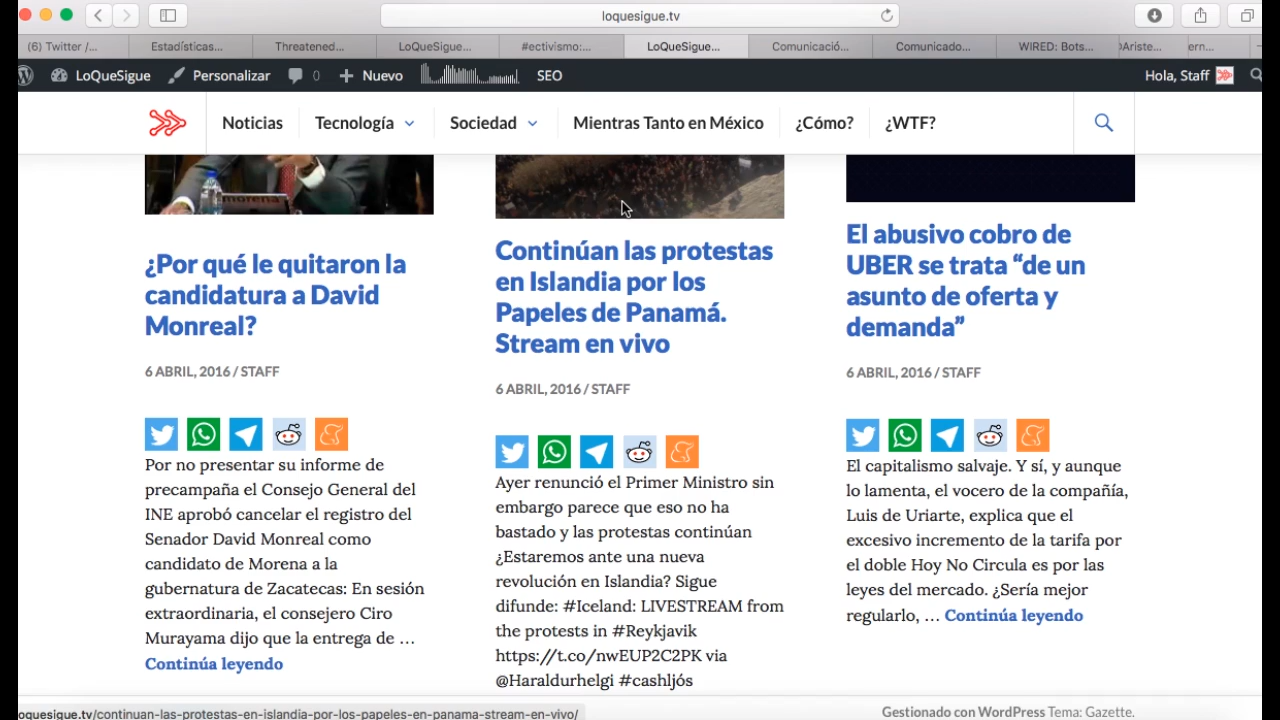 loquesigue.tv
(6) Twitter /...
Estadísticas...
Threatened...
LoQueSigue...
#ectivismo:...
LoQueSigue...
Comunicació...
Comunicado...
WIRED: Bots...
Ariste...
ern...
LoQueSigue
Personalizar
0
Nuevo
SEO
Hola, Staff
Noticias
Tecnología
Sociedad
Mientras Tanto en México
¿Cómo?
¿WTF?
morena
¿Por qué le quitaron la
candidatura a David
Monreal?
6 ABRIL, 2016 / STAFF
Por no presentar su informe de
precampaña el Consejo General del
INE aprobó cancelar el registro del
Senador David Monreal como
candidato de Morena a la
gubernatura de Zacatecas: En sesión
extraordinaria, el consejero Ciro
Murayama dijo que la entrega de …
Continúa leyendo
Continúan las protestas
en Islandia por los
Papeles de Panamá.
Stream en vivo
6 ABRIL, 2016 / STAFF
Ayer renunció el Primer Ministro sin
embargo parece que eso no ha
bastado y las protestas continúan
¿Estaremos ante una nueva
revolución en Islandia? Sigue
difunde: #Iceland: LIVESTREAM from
the protests in #Reykjavik
https://t.co/nwEUP2C2PK via
@Haraldurhelgi #cashljós
El abusivo cobro de
UBER se trata “de un
asunto de oferta y
demanda”
6 ABRIL, 2016 / STAFF
El capitalismo salvaje. Y sí, y aunque
lo lamenta, el vocero de la compañía,
Luis de Uriarte, explica que el
excesivo incremento de la tarifa por
el doble Hoy No Circula es por las
leyes del mercado. ¿Sería mejor
regularlo, … Continúa leyendo
oquesigue.tv/continuan-las-protestas-en-islandia-por-los-papeles-en-panama-stream-en-vivo/
Gestionado con WordPress Tema: Gazette.